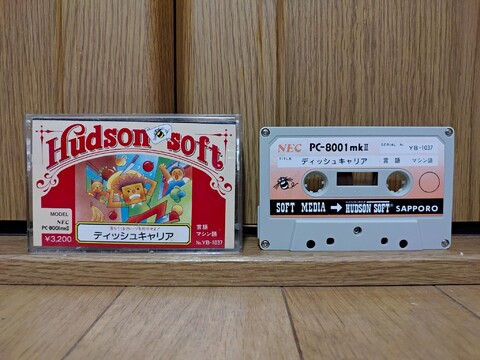 Hudson soft
MODEL
NEC
PC-8001mkⅡ
¥3,200
ディッシュキャリア
言語
マシン語
No.YB-1037
NEC PC-8001mkⅡ SERIAL No. YB-1037
TITLE ディッシュキャリア 言語 マシン語
SOFT MEDIA → HUDSON SOFT SAPPORO